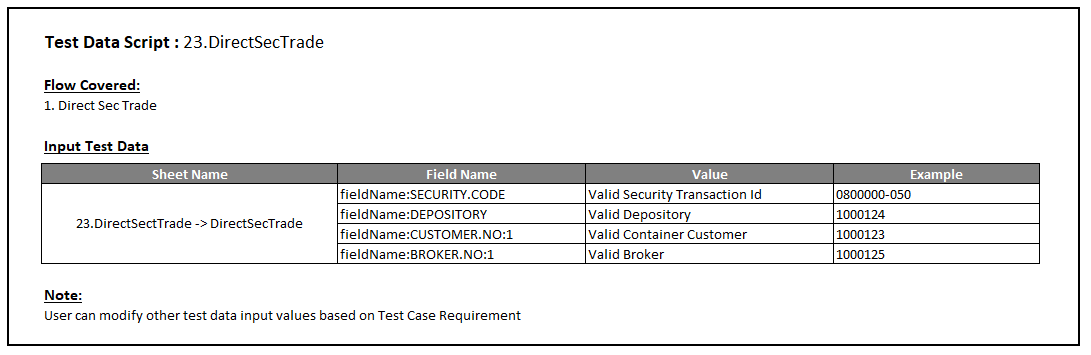 Test Data Script : 23.DirectSecTrade
Flow Covered:
1. Direct Sec Trade
Input Test Data
Sheet Name Field Name Value Example
23.DirectSectTrade -> DirectSecTrade
fieldName:SECURITY.CODE Valid Security Transaction Id 0800000-050
fieldName:DEPOSITORY Valid Depository 1000124
fieldName:CUSTOMER.NO:1 Valid Container Customer 1000123
fieldName:BROKER.NO:1 Valid Broker 1000125
Note:
User can modify other test data input values based on Test Case Requirement